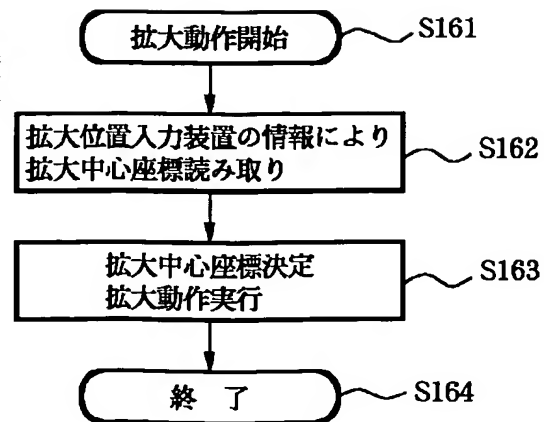 拡大動作開始 S161
拡大位置入力装置の情報により
拡大中心座標読み取り
S162
拡大中心座標決定
拡大動作実行
S163
終 了 S164